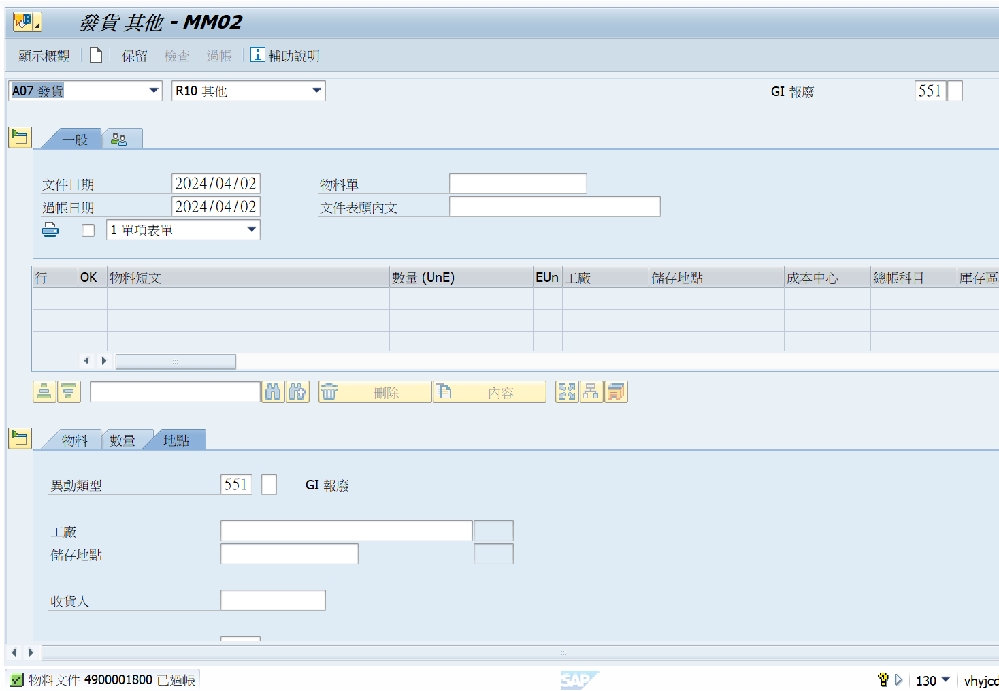 發貨 其他 - MM02
顯示概觀 保留 檢查 過帳 輔助說明
A07 發貨 R10 其他 GI 報廢 551
一般
文件日期 2024/04/02 物料單
過帳日期 2024/04/02 文件表頭內文
1 單項表單
行 OK 物料短文 數量 (UnE) EUn 工廠 儲存地點 成本中心 總帳科目 庫存區
刪除 內容
物料 數量 地點
異動類型 551 GI 報廢
工廠
儲存地點
收貨人
物料文件 4900001800 已過帳 SAP 130 vhyjcd